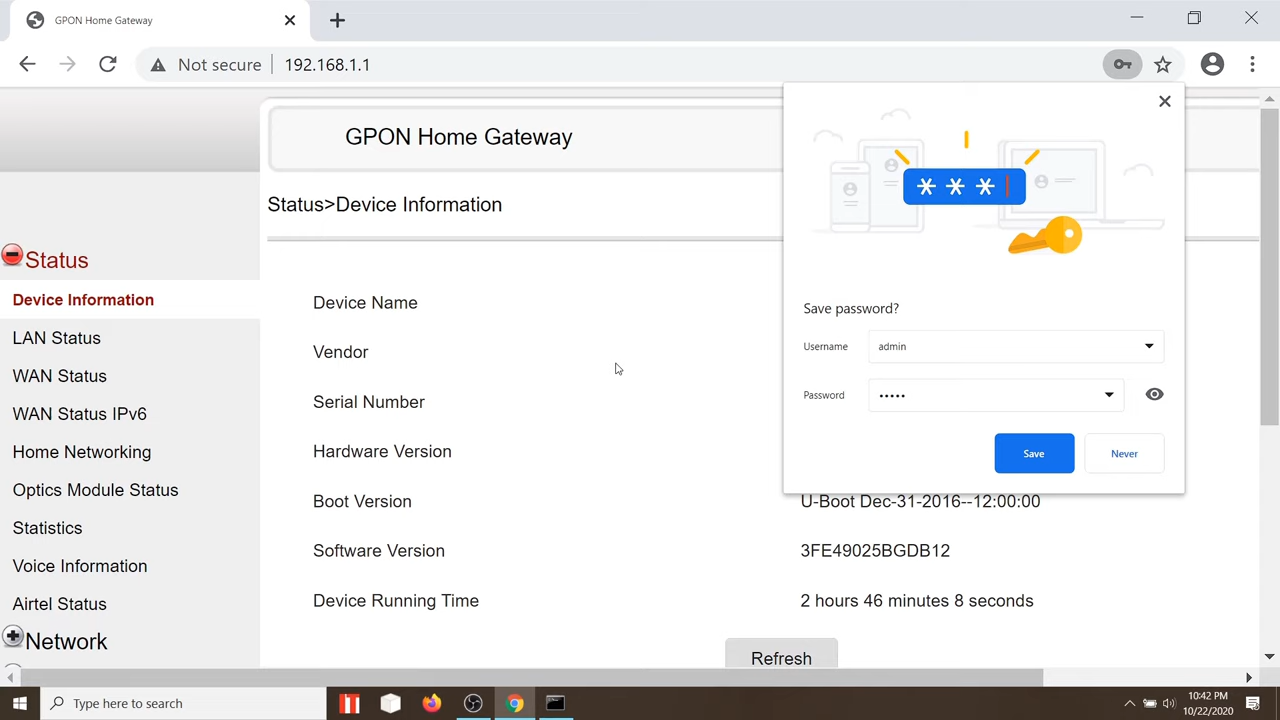 GPON Home Gateway
Not secure
192.168.1.1
GPON Home Gateway
Status>Device Information
Status
Device Information
LAN Status
WAN Status
WAN Status IPv6
Home Networking
Optics Module Status
Statistics
Voice Information
Airtel Status
Network
Device Name
Vendor
Serial Number
Hardware Version
Boot Version U-Boot Dec-31-2016--12:00:00
Software Version 3FE49025BGDB12
Device Running Time 2 hours 46 minutes 8 seconds
Refresh
* * *
Save password?
Username admin
Password •••••
Save Never
Type here to search
10:42 PM
10/22/2020